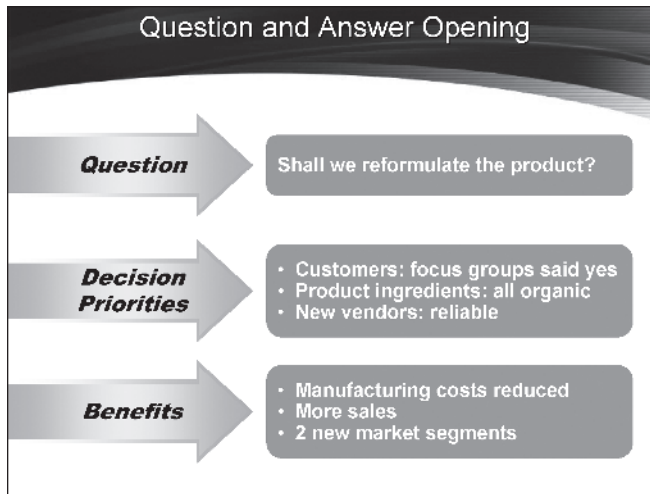 Question and Answer Opening
Question
Shall we reformulate the product?
Decision
Priorities
• Customers: focus groups said yes
• Product ingredients: all organic
• New vendors: reliable
Benefits
• Manufacturing costs reduced
• More sales
• 2 new market segments